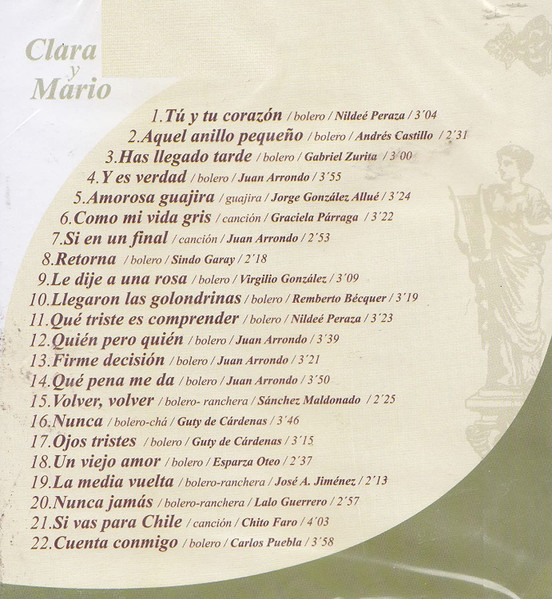 Clara
y
Mario
1.Tú y tu corazón / bolero / Nildeé Peraza / 3´04
2.Aquel anillo pequeño / bolero / Andrés Castillo / 2´31
3.Has llegado tarde / bolero / Gabriel Zurita / 3´00
4.Y es verdad / bolero / Juan Arrondo / 3´55
5.Amorosa guajira / guajira / Jorge González Allué / 3´24
6.Como mi vida gris / canción / Graciela Párraga / 3´22
7.Si en un final / canción / Juan Arrondo / 2´53
8.Retorna / bolero / Sindo Garay / 2´18
9.Le dije a una rosa / bolero / Virgilio González / 3´09
10.Llegaron las golondrinas / bolero / Remberto Bécquer / 3´19
11.Qué triste es comprender / bolero / Nildeé Peraza / 3´23
12.Quién pero quién / bolero / Juan Arrondo / 3´39
13.Firme decisión / bolero / Juan Arrondo / 3´21
14.Qué pena me da / bolero / Juan Arrondo / 3´50
15.Volver, volver / bolero- ranchera / Sánchez Maldonado / 2´25
16.Nunca / bolero-chá / Guty de Cárdenas / 3´46
17.Ojos tristes / bolero / Guty de Cárdenas / 3´15
18.Un viejo amor / bolero / Esparza Oteo / 2´37
19.La media vuelta / bolero-ranchera / José A. Jiménez / 2´13
20.Nunca jamás / bolero-ranchera / Lalo Guerrero / 2´57
21.Si vas para Chile / canción / Chito Faro / 4´03
22.Cuenta conmigo / bolero / Carlos Puebla / 3´58